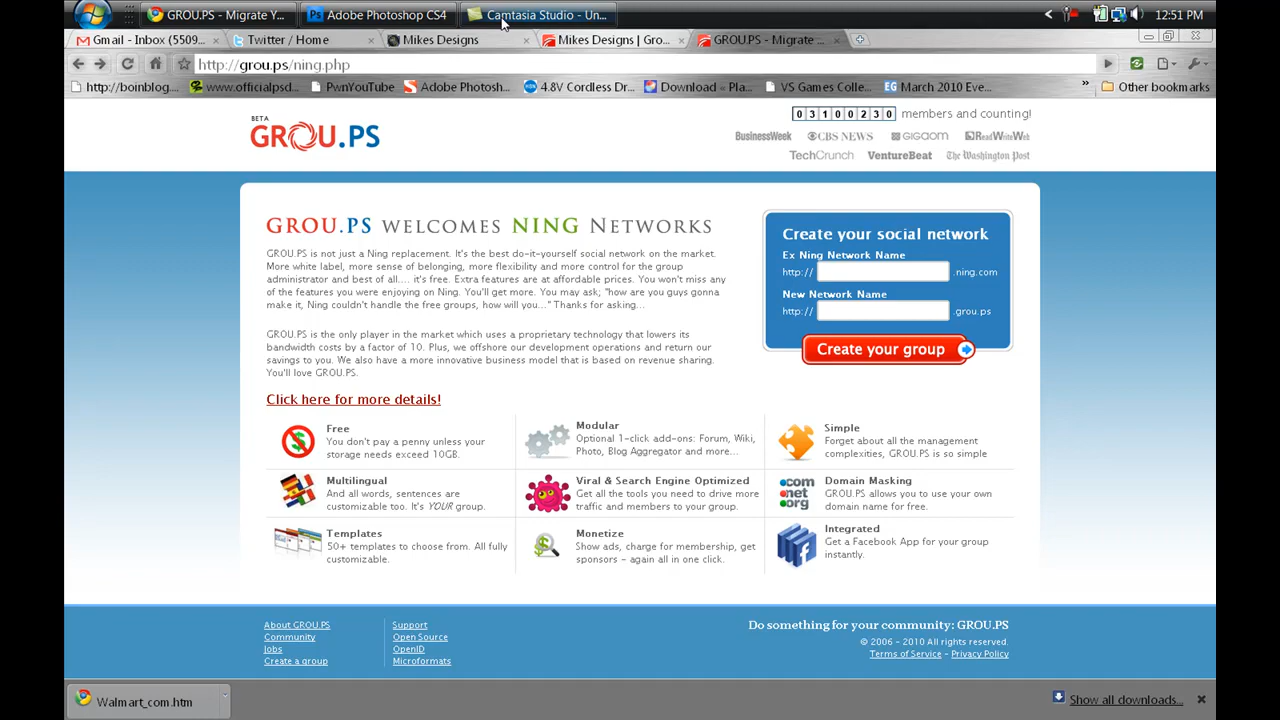 GROU.PS - Migrate Y...
Adobe Photoshop CS4
Camtasia Studio - Un...
12:51 PM
Gmail - Inbox (5509...
Twitter / Home
Mikes Designs
Mikes Designs | Gro...
GROU.PS - Migrate ...
http://grou.ps/ning.php
http://boinblog....
www.officialpsd...
PwnYouTube
Adobe Photosh...
4.8V Cordless Dr...
Download « Pla...
VS Games Colle...
March 2010 Eve...
»
Other bookmarks
BETA
GROU.PS
03100230 members and counting!
BusinessWeek CBS NEWS GIGAOM ReadWriteWeb
TechCrunch VentureBeat The Washington Post
GROU.PS WELCOMES NING NETWORKS
GROU.PS is not just a Ning replacement. It's the best do-it-yourself social network on the market.
More white label, more sense of belonging, more flexibility and more control for the group
administrator and best of all.... it's free. Extra features are at affordable prices. You won't miss any
of the features you were enjoying on Ning. You'll get more. You may ask; "how are you guys gonna
make it, Ning couldn't handle the free groups, how will you..." Thanks for asking...
GROU.PS is the only player in the market which uses a proprietary technology that lowers its
bandwidth costs by a factor of 10. Plus, we offshore our development operations and return our
savings to you. We also have a more innovative business model that is based on revenue sharing.
You'll love GROU.PS.
Click here for more details!
Create your social network
Ex Ning Network Name
http:// .ning.com
New Network Name
http:// .grou.ps
Create your group
Free
You don't pay a penny unless your
storage needs exceed 10GB.
Modular
Optional 1-click add-ons: Forum, Wiki,
Photo, Blog Aggregator and more...
Simple
Forget about all the management
complexities, GROU.PS is so simple
Multilingual
And all words, sentences are
customizable too. It's YOUR group.
Viral & Search Engine Optimized
Get all the tools you need to drive more
traffic and members to your group.
.com
net
org
Domain Masking
GROU.PS allows you to use your own
domain name for free.
Templates
50+ templates to choose from. All fully
customizable.
Monetize
Show ads, charge for membership, get
sponsors - again all in one click.
Integrated
Get a Facebook App for your group
instantly.
About GROU.PS
Community
Jobs
Create a group
Support
Open Source
OpenID
Microformats
Do something for your community: GROU.PS
© 2006 - 2010 All rights reserved.
Terms of Service - Privacy Policy
Walmart_com.htm
Show all downloads...